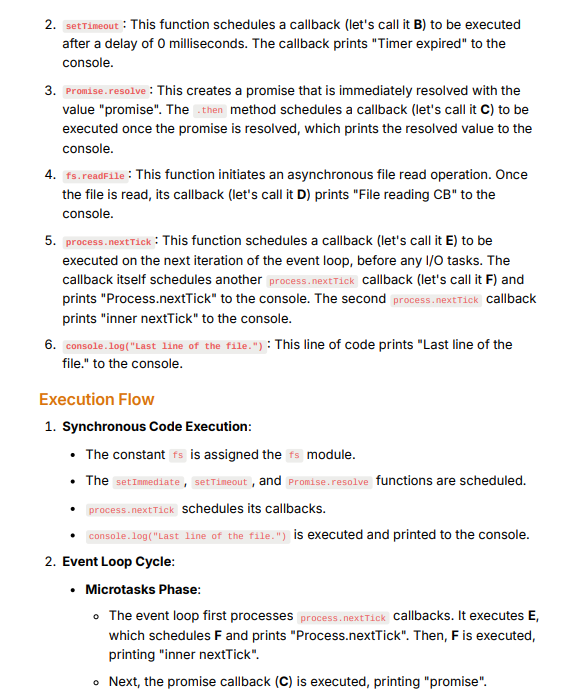 2. setTimeout : This function schedules a callback (let's call it B) to be executed
after a delay of 0 milliseconds. The callback prints "Timer expired" to the
console.
3. Promise.resolve : This creates a promise that is immediately resolved with the
value "promise". The .then method schedules a callback (let's call it C) to be
executed once the promise is resolved, which prints the resolved value to the
console.
4. fs.readFile : This function initiates an asynchronous file read operation. Once
the file is read, its callback (let's call it D) prints "File reading CB" to the
console.
5. process.nextTick : This function schedules a callback (let's call it E) to be
executed on the next iteration of the event loop, before any I/O tasks. The
callback itself schedules another process.nextTick callback (let's call it F) and
prints "Process.nextTick" to the console. The second process.nextTick callback
prints "inner nextTick" to the console.
6. console.log("Last line of the file.") : This line of code prints "Last line of the
file." to the console.
Execution Flow
1. Synchronous Code Execution:
• The constant fs is assigned the fs module.
• The setImmediate , setTimeout , and Promise.resolve functions are scheduled.
• process.nextTick schedules its callbacks.
• console.log("Last line of the file.") is executed and printed to the console.
2. Event Loop Cycle:
• Microtasks Phase:
◦ The event loop first processes process.nextTick callbacks. It executes E,
which schedules F and prints "Process.nextTick". Then, F is executed,
printing "inner nextTick".
◦ Next, the promise callback (C) is executed, printing "promise".